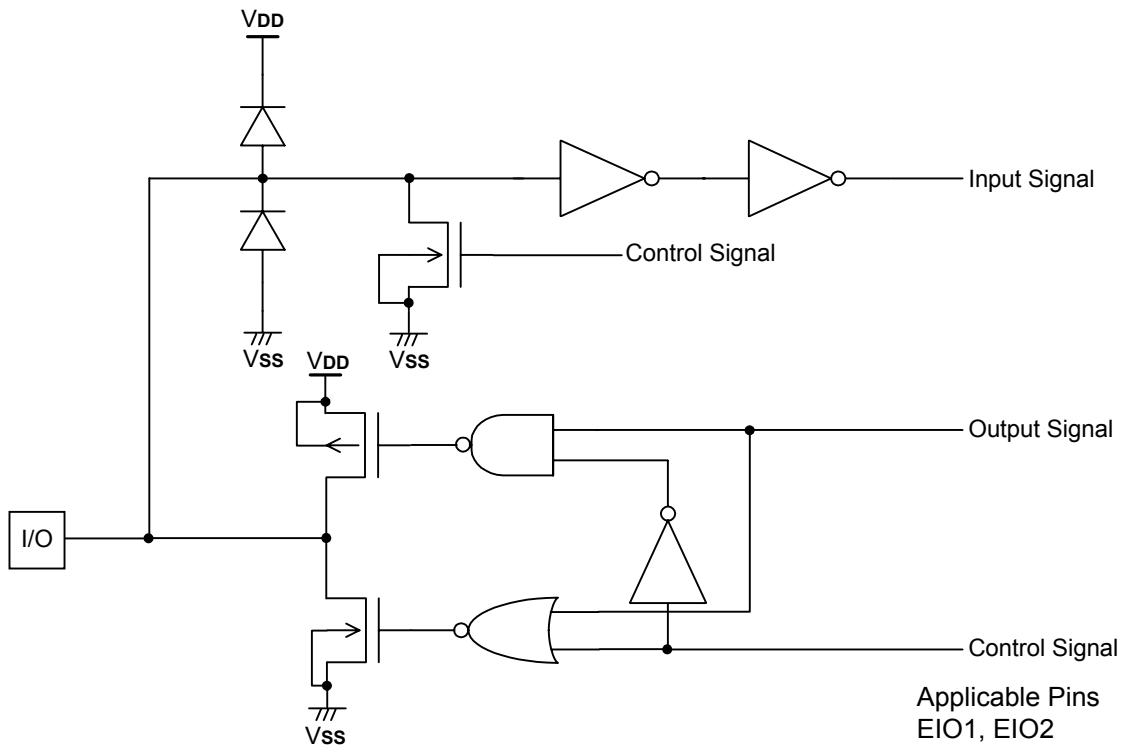 VDD
Input Signal
Control Signal
VSS
VSS
VDD
Output Signal
I/O
Control Signal
Applicable Pins
EIO1, EIO2
VSS